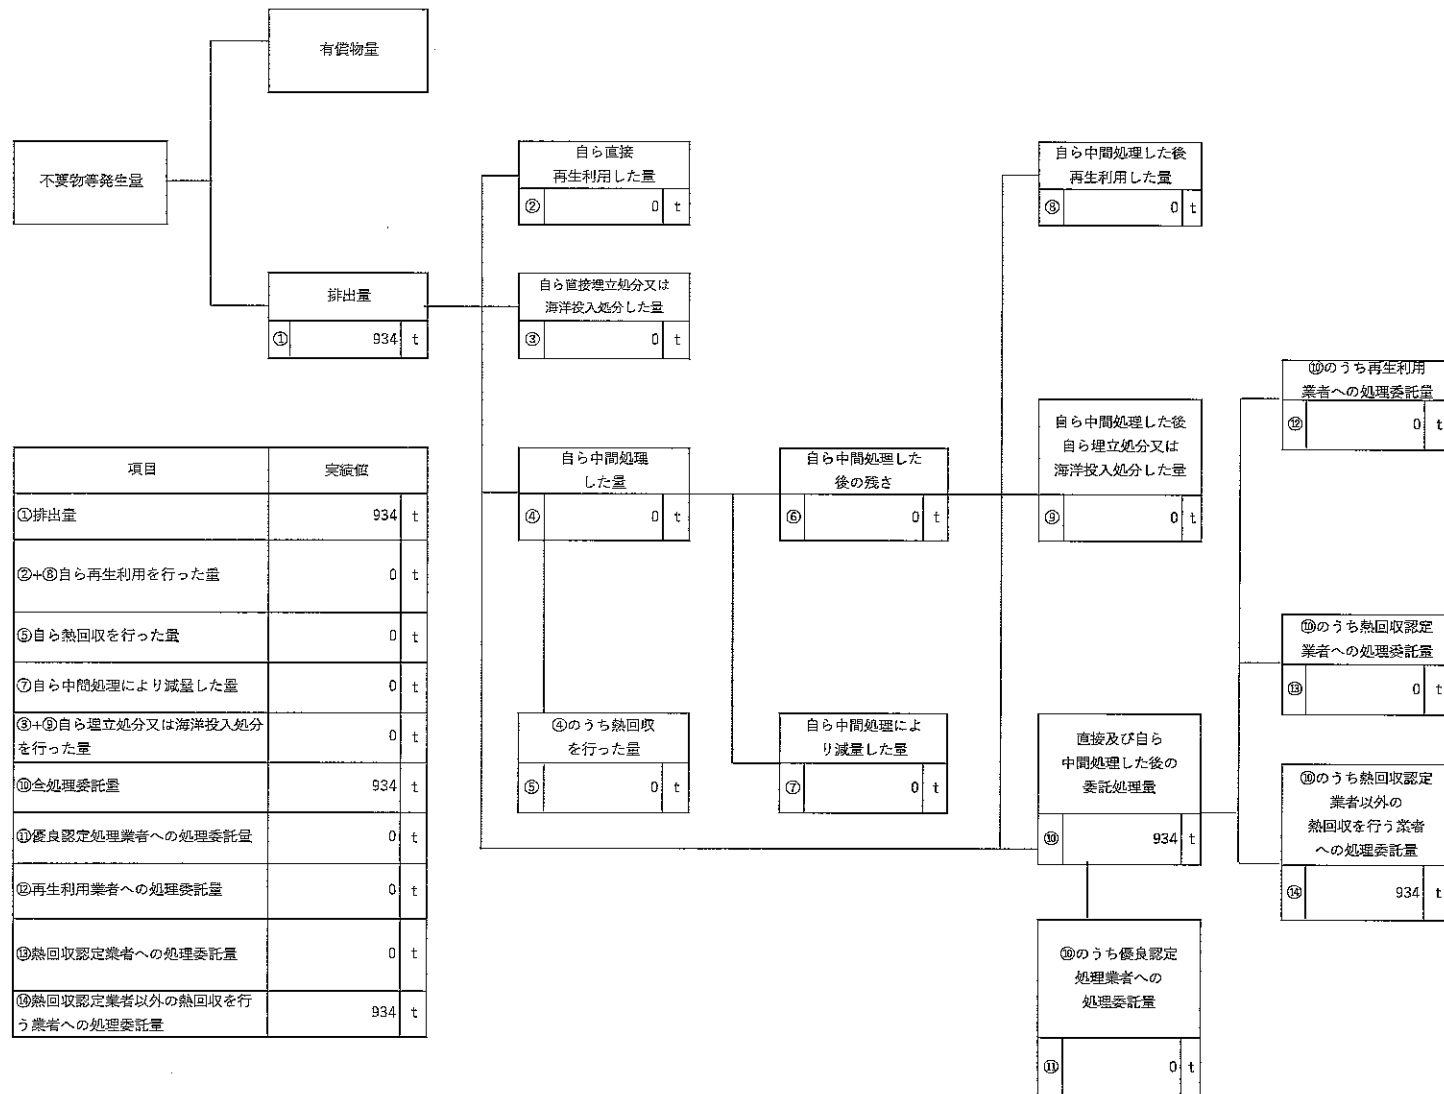 有償物量
不要物等発生量
排出量
① 934 t
自ら直接
再生利用した量
② 0 t
自ら直接埋立処分又は
海洋投入処分した量
③ 0 t
自ら中間処理
した量
④ 0 t
④のうち熱回収
を行った量
⑤ 0 t
自ら中間処理した
後の残さ
⑥ 0 t
自ら中間処理によ
り減量した量
⑦ 0 t
自ら中間処理した後
再生利用した量
⑧ 0 t
自ら中間処理した後
自ら埋立処分又は
海洋投入処分した量
⑨ 0 t
直接及び自ら
中間処理した後の
委託処理量
⑩ 934 t
⑩のうち優良認定
処理業者への
処理委託量
⑪ 0 t
⑩のうち再生利用
業者への処理委託量
⑫ 0 t
⑩のうち熱回収認定
業者への処理委託量
⑬ 0 t
⑩のうち熱回収認定
業者以外の
熱回収を行う業者
への処理委託量
⑭ 934 t
項目 実績値
①排出量 934 t
②+⑧自ら再生利用を行った量 0 t
⑤自ら熱回収を行った量 0 t
⑦自ら中間処理により減量した量 0 t
③+⑨自ら埋立処分又は海洋投入処分
を行った量 0 t
⑩全処理委託量 934 t
⑪優良認定処理業者への処理委託量 0 t
⑫再生利用業者への処理委託量 0 t
⑬熱回収認定業者への処理委託量 0 t
⑭熱回収認定業者以外の熱回収を行
う業者への処理委託量 934 t